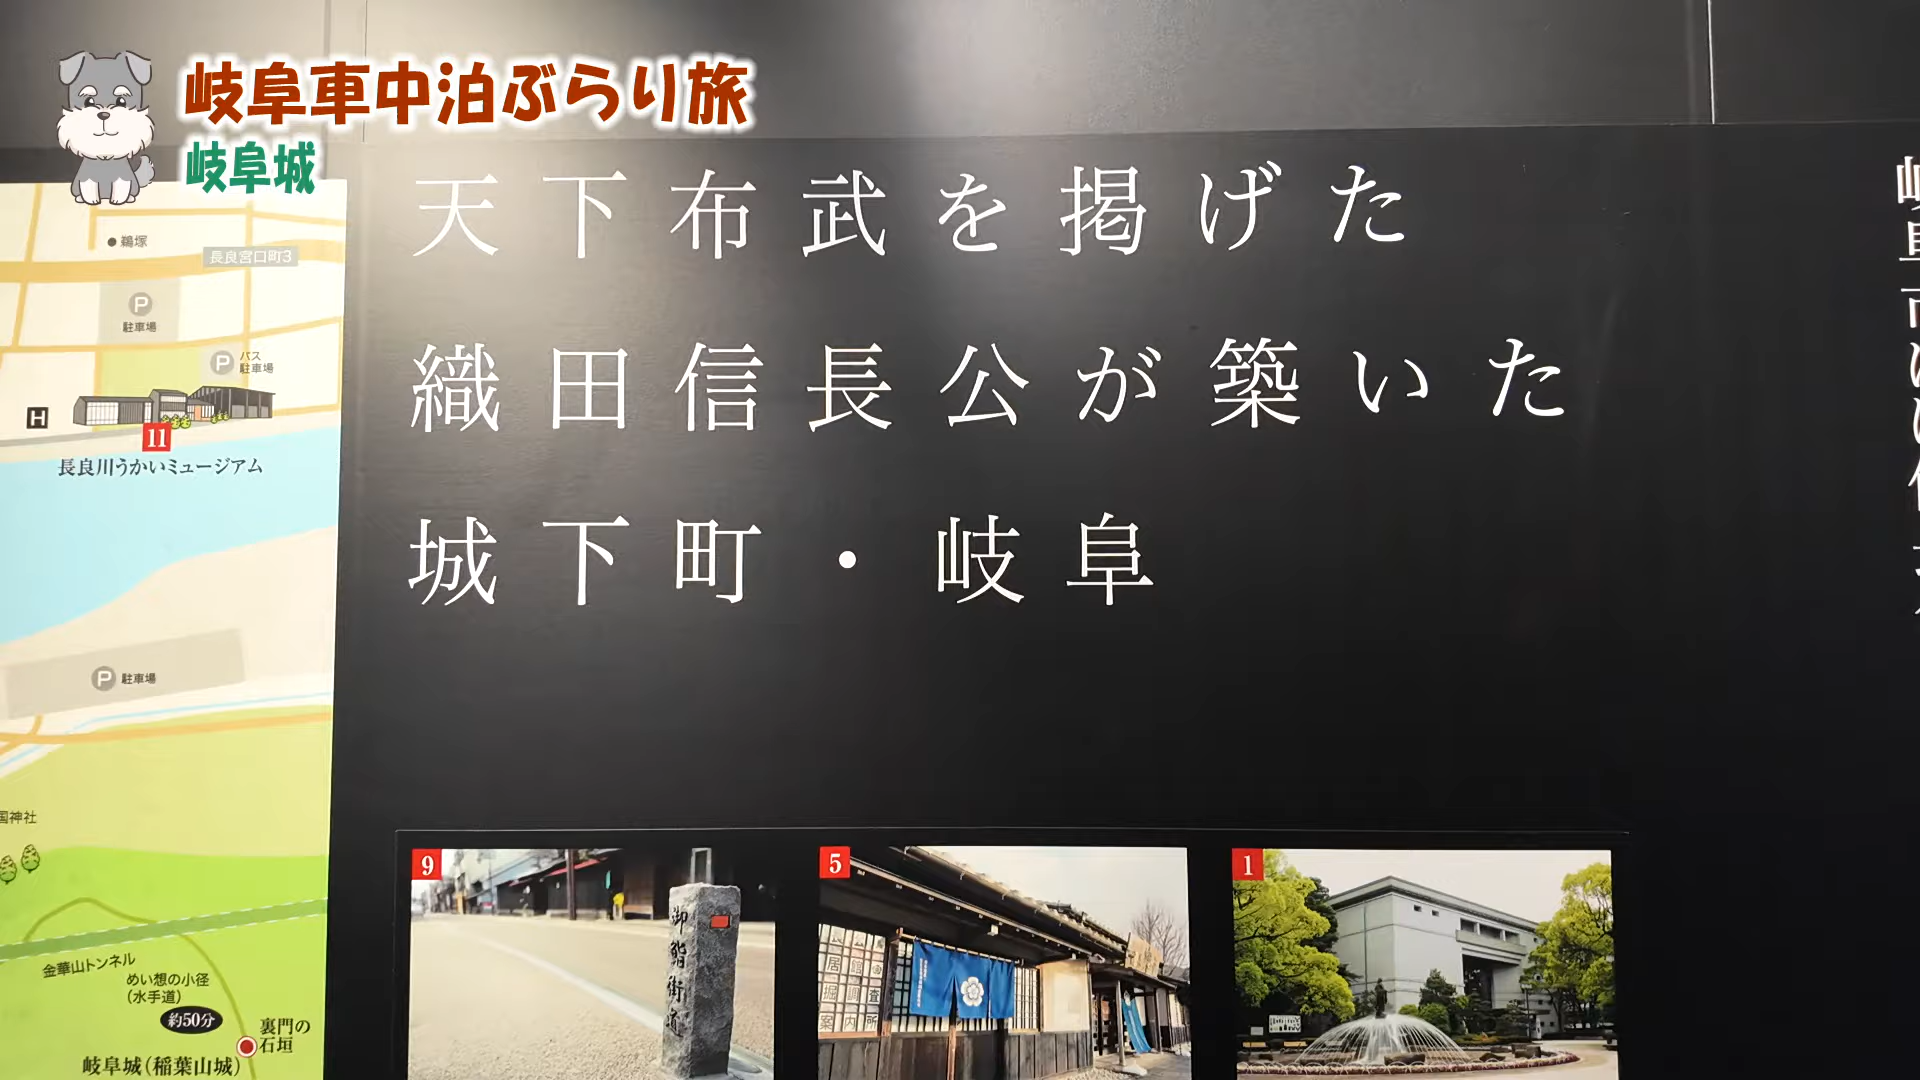 岐阜車中泊ぶらり旅
岐阜城
天下布武を掲げた
織田信長公が築いた
城下町・岐阜
鵜塚
長良宮口町3
P
駐車場
P
バス
駐車場
H
11
長良川うかいミュージアム
P
駐車場
国神社
金華山トンネル
めい想の小径
(水手道)
約50分
裏門の
石垣
岐阜城(稲葉山城)
9
御鮨街道
5
1